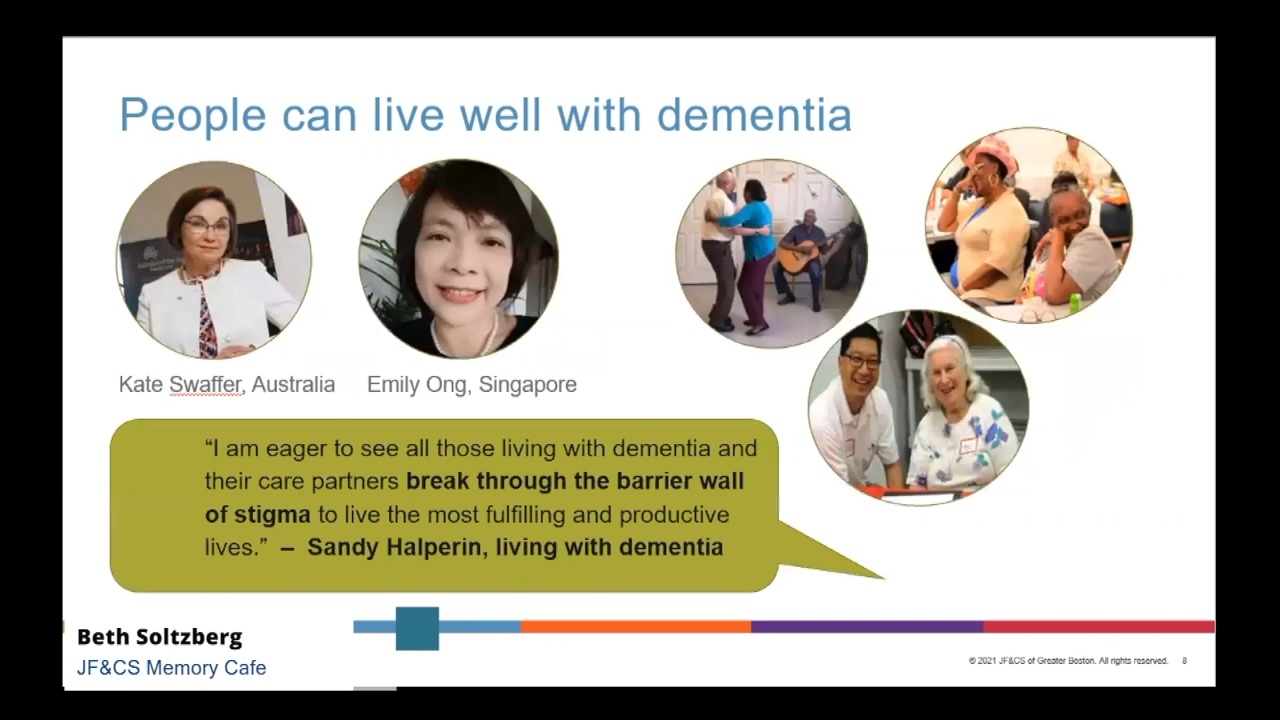 People can live well with dementia
Kate Swaffer, Australia
Emily Ong, Singapore
“I am eager to see all those living with dementia and
their care partners break through the barrier wall
of stigma to live the most fulfilling and productive
lives.” – Sandy Halperin, living with dementia
Beth Soltzberg
JF&CS Memory Cafe
© 2021 JF&CS of Greater Boston. All rights reserved. 8